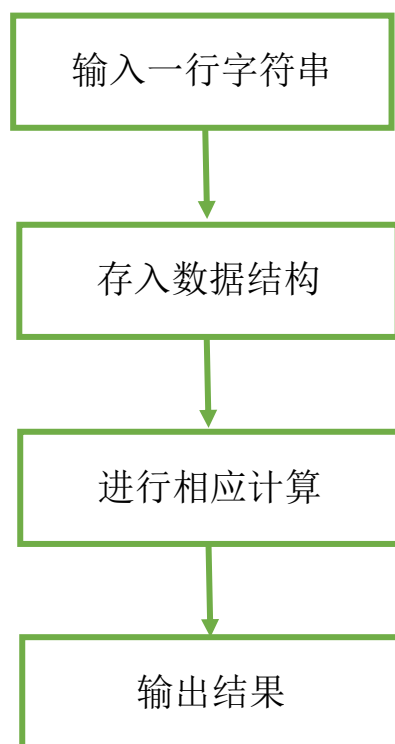 输入一行字符串
存入数据结构
进行相应计算
输出结果